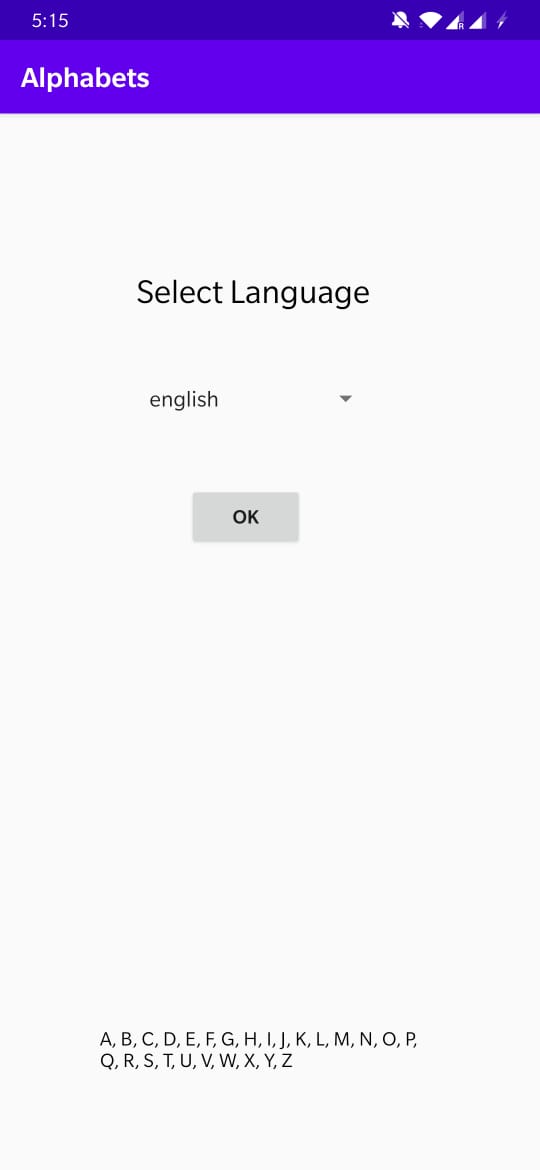 5:15
R
Alphabets
Select Language
english
OK
A, B, C, D, E, F, G, H, I, J, K, L, M, N, O, P,
Q, R, S, T, U, V, W, X, Y, Z